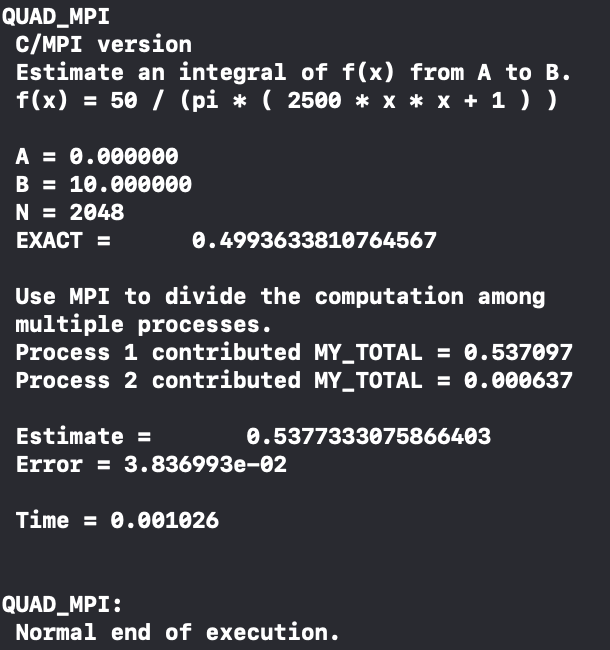 QUAD_MPI
C/MPI version
Estimate an integral of f(x) from A to B.
f(x) = 50 / (pi * ( 2500 * x * x + 1 ) )
A = 0.000000
B = 10.000000
N = 2048
EXACT =      0.4993633810764567
Use MPI to divide the computation among
multiple processes.
Process 1 contributed MY_TOTAL = 0.537097
Process 2 contributed MY_TOTAL = 0.000637
Estimate =       0.5377333075866403
Error = 3.836993e-02
Time = 0.001026
QUAD_MPI:
Normal end of execution.